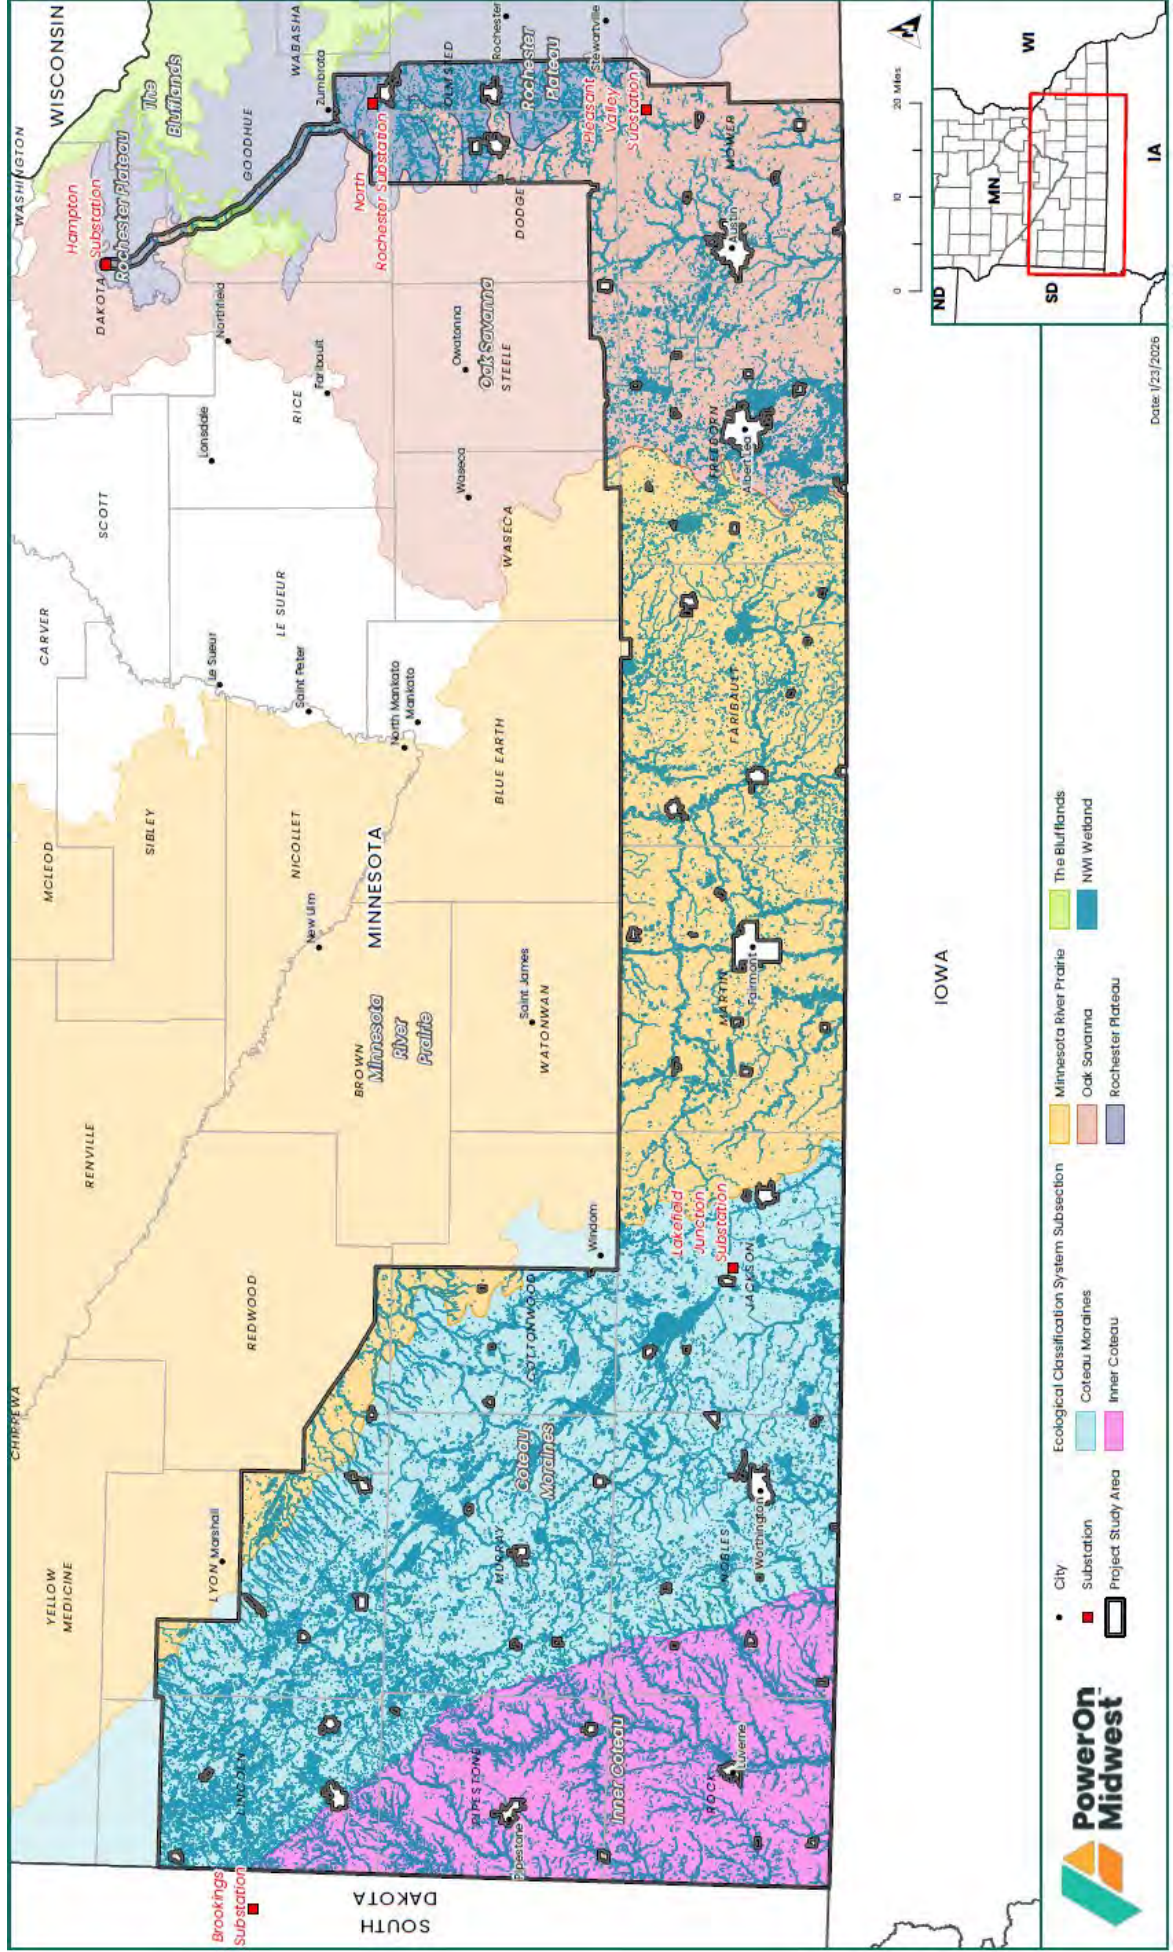 WASHINGTON
WISCONSIN
Hampton
Substation
Rochester Plateau
The
Blufflands
DAKOTA
GOODHUE
WABASHA
Zumbrota
North
Rochester Substation
OLMSTED
Rochester
Rochester
Plateau
Stewartville
Pleasant
Valley
Substation
MOWER
Austin
DODGE
Northfield
Faribault
RICE
Lonsdale
Owatonna
Oak Savanna
STEELE
Waseca
WASECA
FREEBORN
Albert Lea
SCOTT
CARVER
LE SUEUR
Le Sueur
Saint Peter
North Mankato
Mankato
BLUE EARTH
FARIBAULT
MCLEOD
SIBLEY
NICOLLET
MINNESOTA
New Ulm
BROWN
Minnesota
River
Prairie
Saint James
WATONWAN
MARTIN
Fairmont
RENVILLE
REDWOOD
Windom
COTTONWOOD
Lakefield
Junction
Substation
JACKSON
CHIPPEWA
YELLOW
MEDICINE
LYON
Marshall
Coteau
Moraines
MURRAY
NOBLES
Worthington
LINCOLN
PIPESTONE
Pipestone
Inner Coteau
ROCK
Luverne
Brookings
Substation
SOUTH
DAKOTA
IOWA
N
0 10 20 Miles
ND
MN
WI
SD
IA
PowerOn
Midwest™
City
Substation
Project Study Area
Ecological Classification System Subsection
Coteau Moraines
Inner Coteau
Minnesota River Prairie
Oak Savanna
Rochester Plateau
The Blufflands
NWI Wetland
Date: 1/23/2026